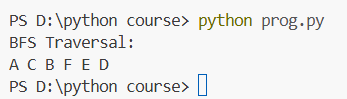 PS D:\python course> python prog.py
BFS Traversal:
A C B F E D
PS D:\python course>